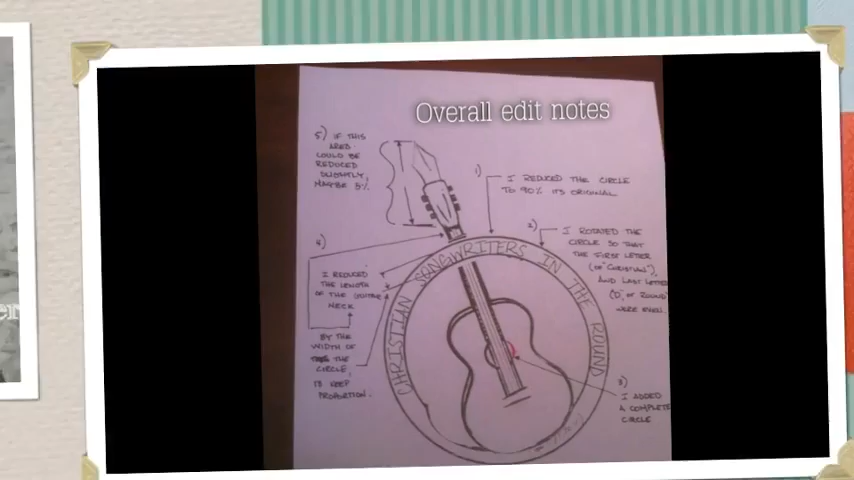 Overall edit notes
5) IF THIS
AREA
COULD BE
REDUCED
SLIGHTLY,
MAYBE 5%
1) I REDUCED THE CIRCLE
TO 90% ITS ORIGINAL
2) I ROTATED THE
CIRCLE SO THAT
THE FIRST LETTER
(OF "CHRISTIAN"),
AND LAST LETTER
("D" OF ROUND)
WERE EVEN.
4)
I REDUCED
THE LENGTH
OF THE GUITAR
NECK
BY THE
WIDTH OF
THE
CIRCLE,
TO KEEP
PROPORTION.
CHRISTIAN SONGWRITERS IN THE ROUND
3)
I ADDED
A COMPLETE
CIRCLE
er